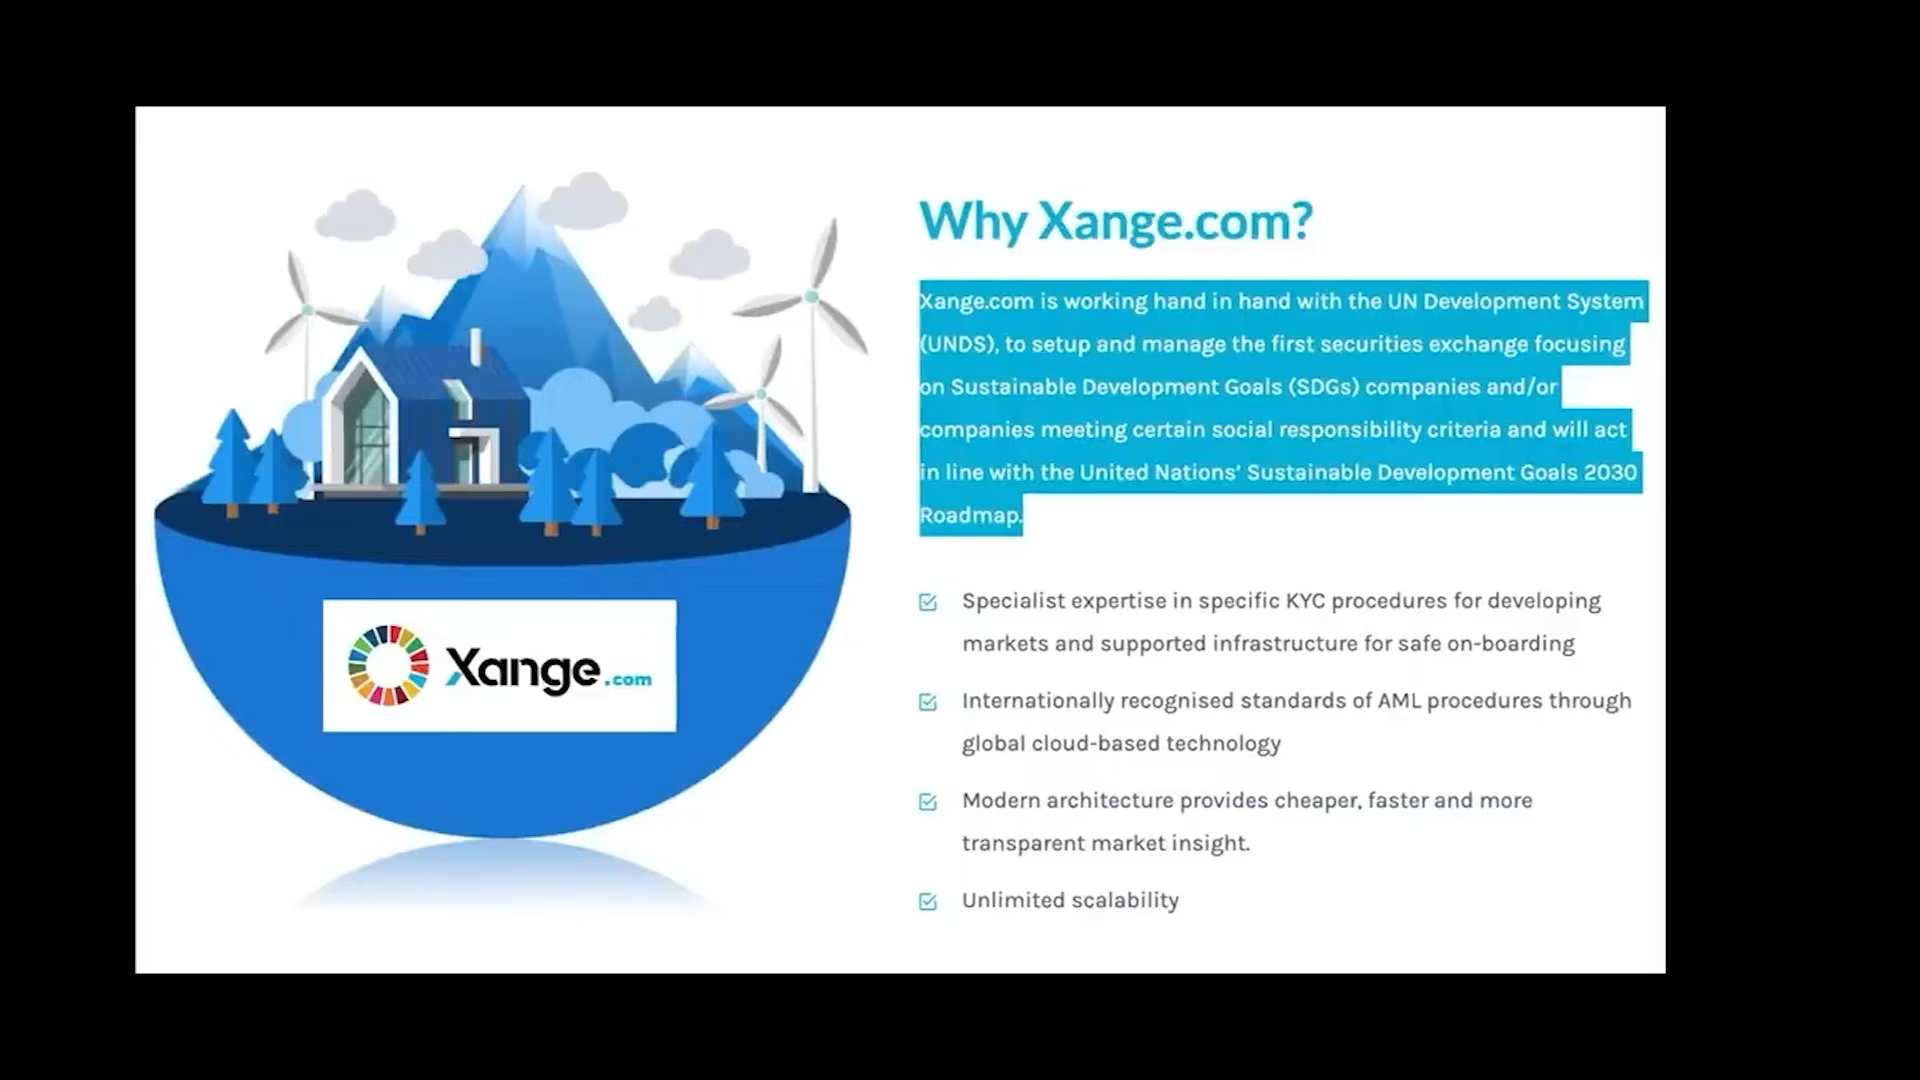 Why Xange.com?
Xange.com is working hand in hand with the UN Development System
(UNDS), to setup and manage the first securities exchange focusing
on Sustainable Development Goals (SDGs) companies and/or
companies meeting certain social responsibility criteria and will act
in line with the United Nations’ Sustainable Development Goals 2030
Roadmap.
Specialist expertise in specific KYC procedures for developing
markets and supported infrastructure for safe on-boarding
Internationally recognised standards of AML procedures through
global cloud-based technology
Modern architecture provides cheaper, faster and more
transparent market insight.
Unlimited scalability
Xange.com